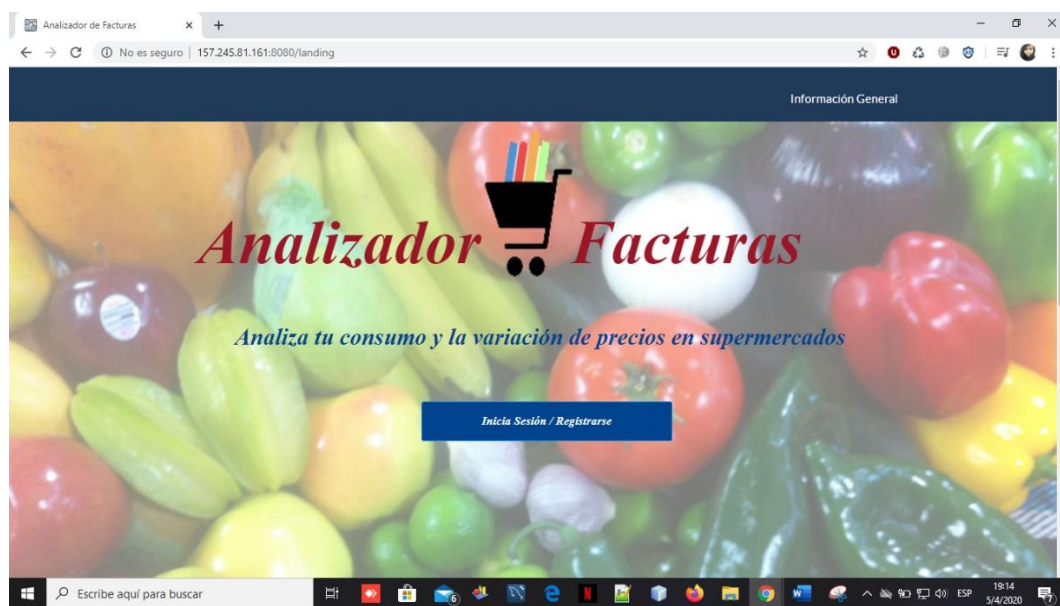 Analizador de Facturas
No es seguro | 157.245.81.161:8080/landing
Información General
Analizador Facturas
Analiza tu consumo y la variación de precios en supermercados
Inicia Sesión / Registrarse
Escribe aquí para buscar
6
N
W
ESP
19:14
5/4/2020